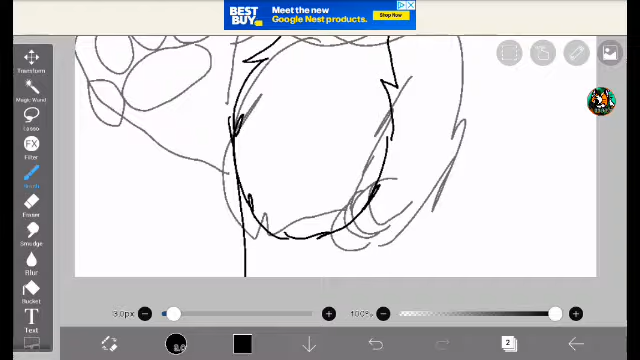 BEST BUY
Meet the new
Google Nest products.
Shop Now
Transform
Magic Wand
Lasso
FX
Filter
Brush
Eraser
Smudge
Blur
Bucket
T
Text
3.0px
100%
2